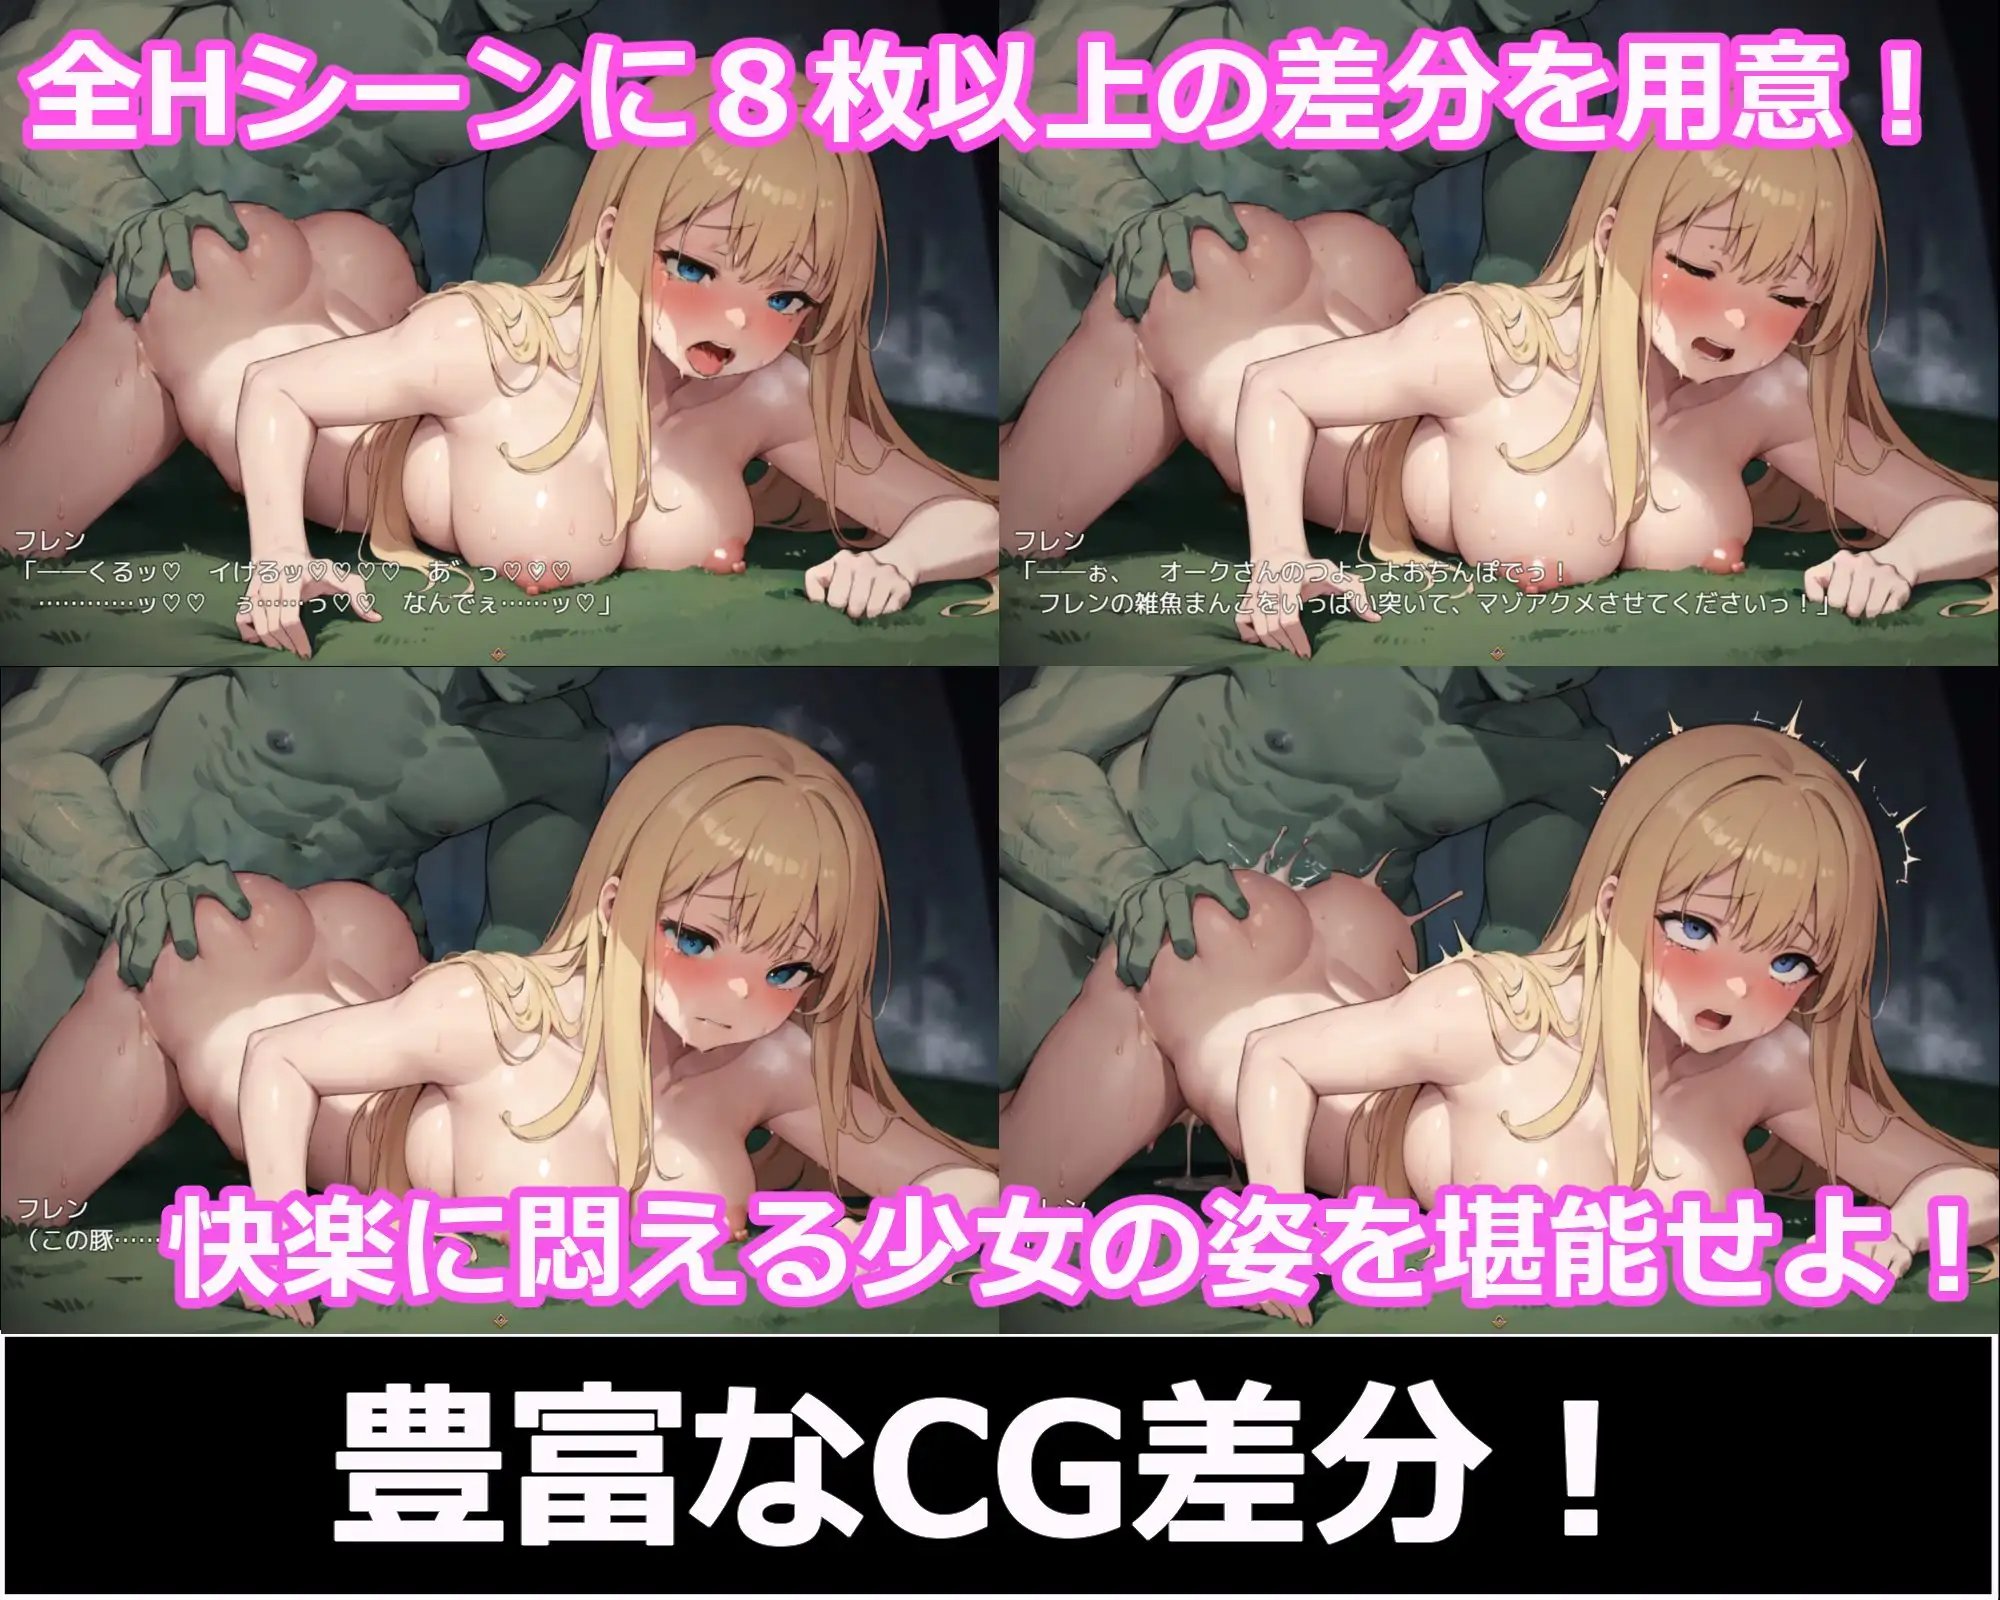 全Hシーンに８枚以上の差分を用意！
フレン
「――くるッ♡　イけるッ♡♡♡♡　あ゛っ♡♡♡
…………ッ♡♡　ぅ……っ♡♡　なんでぇ……ッ♡」
フレン
「――ぉ、　オークさんのつよつよおちんぽでぅ！
フレンの雑魚まんこをいっぱい突いて、マゾアクメさせてくださいっ！」
フレン
（この豚……
快楽に悶える少女の姿を堪能せよ！
豊富なCG差分！